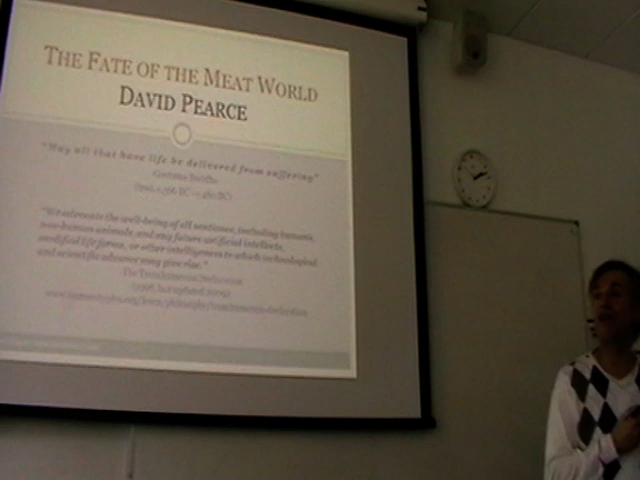 THE FATE OF THE MEAT WORLD
DAVID PEARCE
"May all that have life be delivered from suffering"
Gautama Buddha
"We advocate the well-being of all sentience, including humans,
non-human animals, and any future artificial intellects,
modified life forms, or other intelligences to which technological
and scientific advance may give rise."
The Transhumanist Declaration